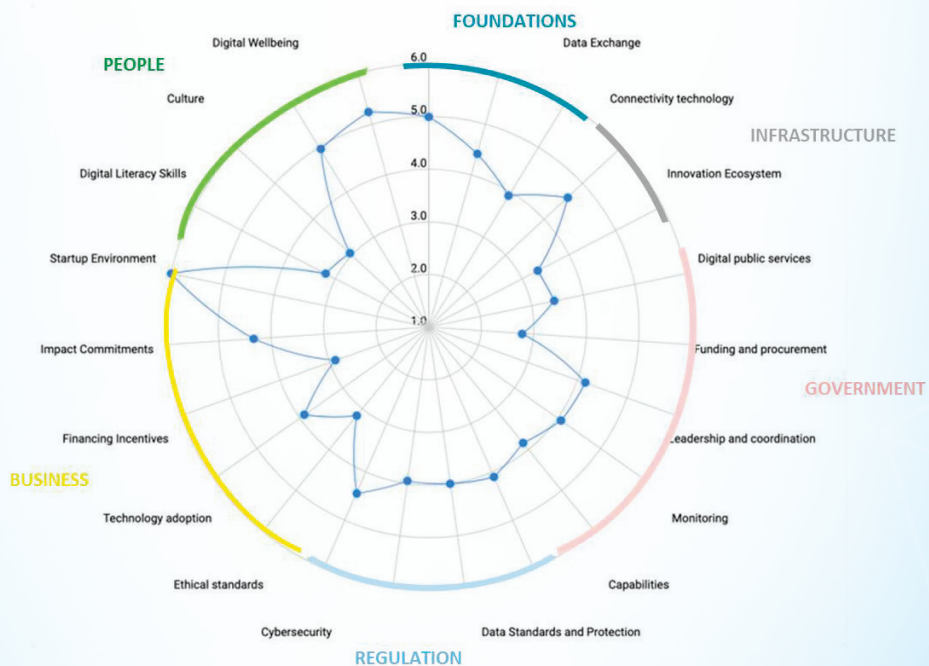 FOUNDATIONS
Digital Wellbeing
Data Exchange
PEOPLE
6.0
Culture
Connectivity technology
5.0
INFRASTRUCTURE
4.0
Digital Literacy Skills
Innovation Ecosystem
3.0
Startup Environment
Digital public services
2.0
1.0
Impact Commitments
Funding and procurement
GOVERNMENT
Financing Incentives
Leadership and coordination
BUSINESS
Technology adoption
Monitoring
Ethical standards
Capabilities
Cybersecurity
Data Standards and Protection
REGULATION